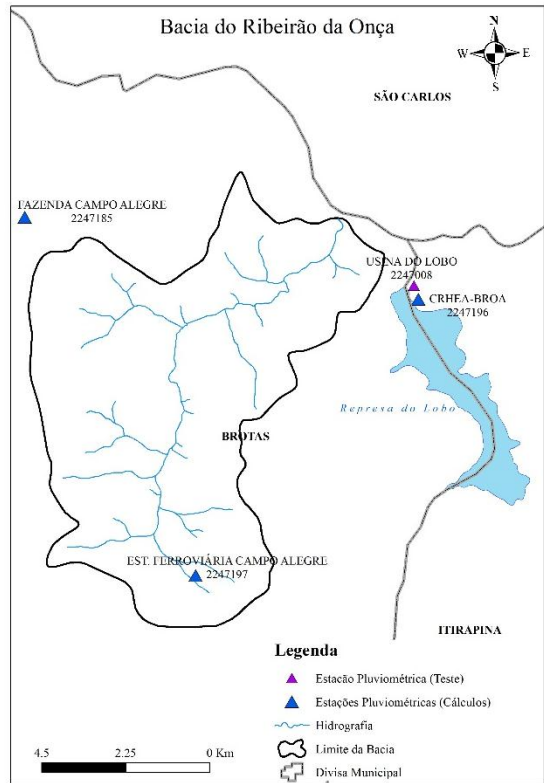 Bacia do Ribeirão da Onça
N
W
E
S
SÃO CARLOS
FAZENDA CAMPO ALEGRE
2247185
USINA DO LOBO
2247008
CRHEA-BROA
2247196
Represa do Lobo
BROTAS
EST. FERROVIÁRIA CAMPO ALEGRE
2247197
ITIRAPINA
Legenda
Estacão Pluviométrica (Teste)
Estações Pluviométricas (Cálculos)
Hidrografia
Limite da Bacia
Divisa Municipal
4.5 2.25 0 Km